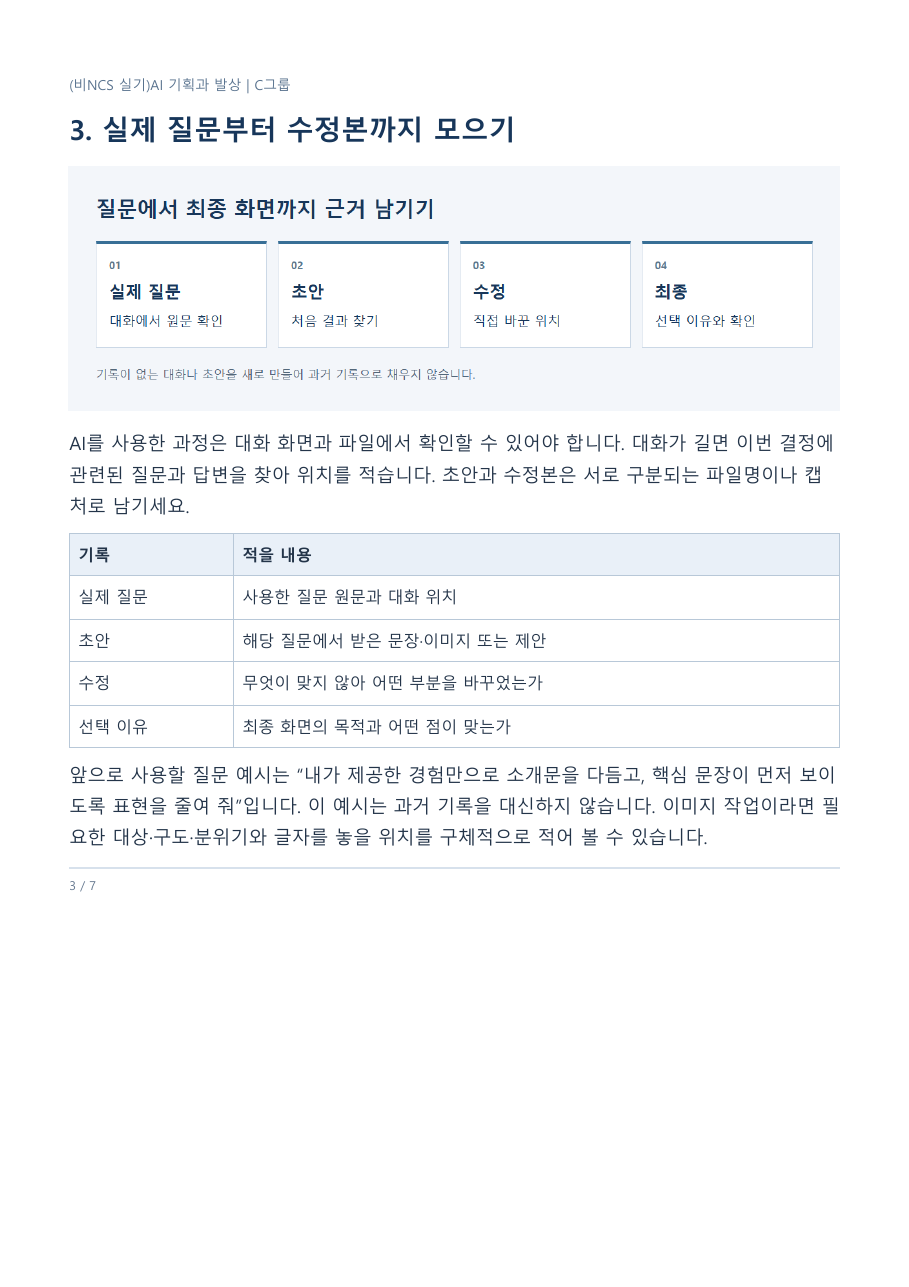 (비NCS 실기)AI 기획과 발상 | C그룹
3. 실제 질문부터 수정본까지 모으기
질문에서 최종 화면까지 근거 남기기
01
실제 질문
대화에서 원문 확인
02
초안
처음 결과 찾기
03
수정
직접 바꾼 위치
04
최종
선택 이유와 확인
기록이 없는 대화나 초안을 새로 만들어 과거 기록으로 채우지 않습니다.
AI를 사용한 과정은 대화 화면과 파일에서 확인할 수 있어야 합니다. 대화가 길면 이번 결정에
관련된 질문과 답변을 찾아 위치를 적습니다. 초안과 수정본은 서로 구분되는 파일명이나 캡
처로 남기세요.
기록 적을 내용
실제 질문 사용한 질문 원문과 대화 위치
초안 해당 질문에서 받은 문장·이미지 또는 제안
수정 무엇이 맞지 않아 어떤 부분을 바꾸었는가
선택 이유 최종 화면의 목적과 어떤 점이 맞는가
앞으로 사용할 질문 예시는 “내가 제공한 경험만으로 소개문을 다듬고, 핵심 문장이 먼저 보이
도록 표현을 줄여 줘”입니다. 이 예시는 과거 기록을 대신하지 않습니다. 이미지 작업이라면 필
요한 대상·구도·분위기와 글자를 놓을 위치를 구체적으로 적어 볼 수 있습니다.
3 / 7